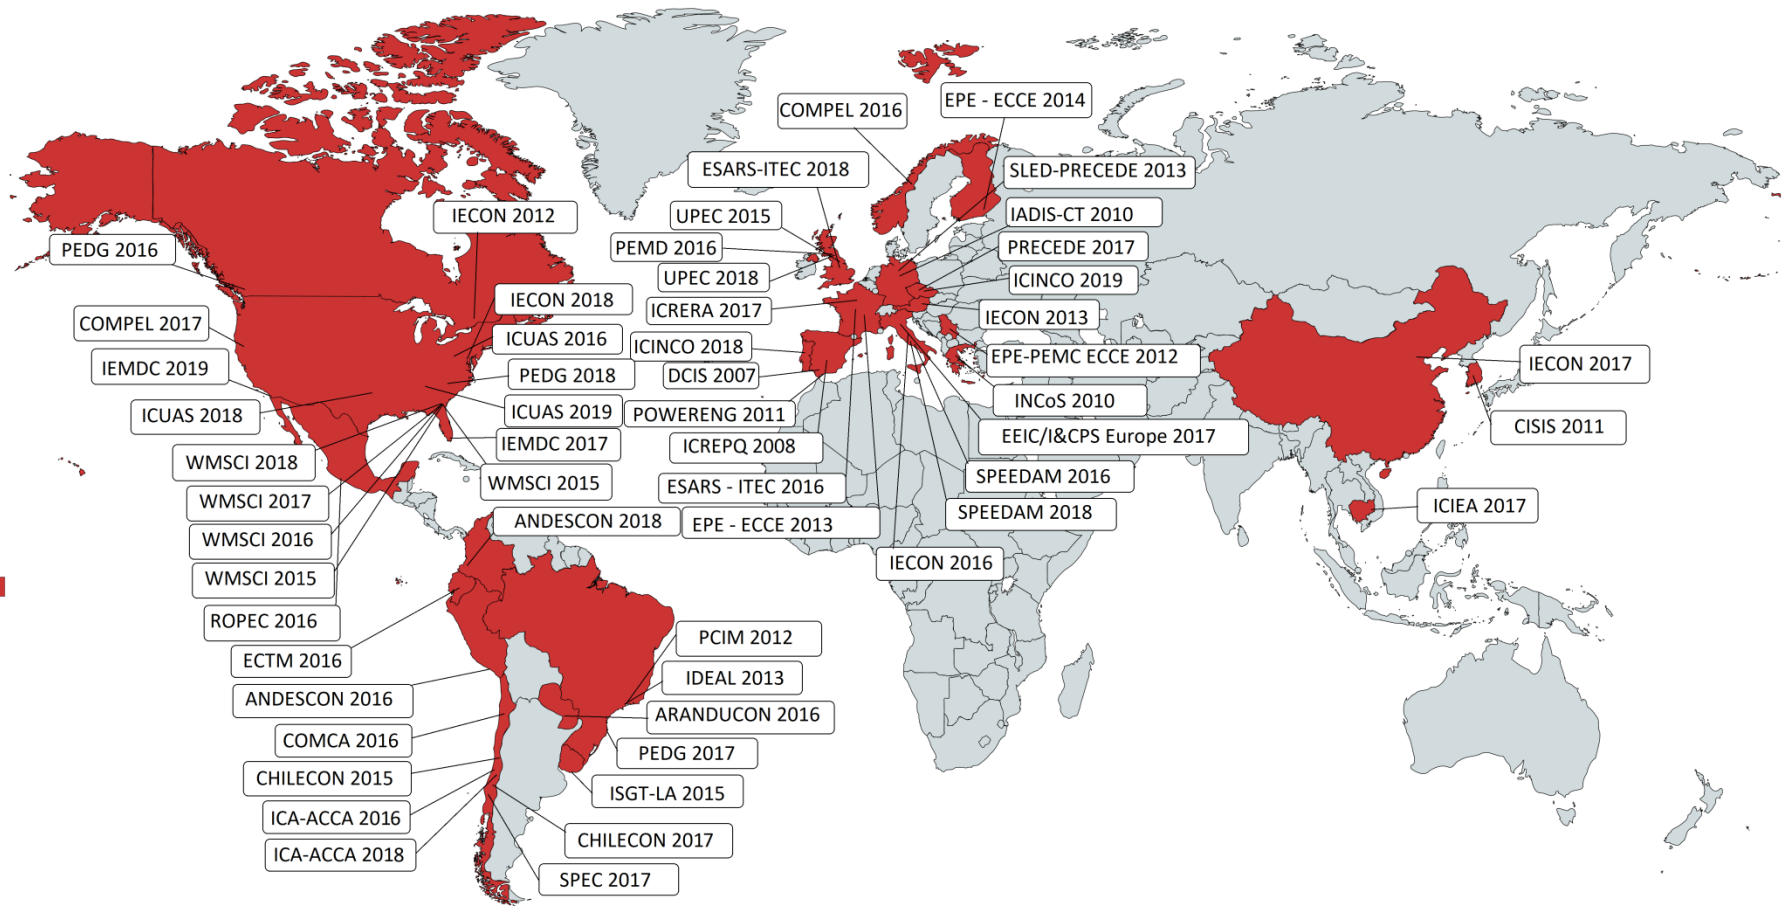 COMPEL 2016
EPE - ECCE 2014
ESARS-ITEC 2018
SLED-PRECEDE 2013
IECON 2012
UPEC 2015
IADIS-CT 2010
PEDG 2016
PEMD 2016
PRECEDE 2017
UPEC 2018
ICINCO 2019
IECON 2018
ICRERA 2017
IECON 2013
COMPEL 2017
ICUAS 2016
ICINCO 2018
EPE-PEMC ECCE 2012
IECON 2017
IEMDC 2019
PEDG 2018
DCIS 2007
INCoS 2010
ICUAS 2018
ICUAS 2019
POWERENG 2011
CISIS 2011
IEMDC 2017
ICREPQ 2008
EEIC/I&CPS Europe 2017
WMSCI 2018
WMSCI 2015
ESARS - ITEC 2016
SPEEDAM 2016
WMSCI 2017
ANDESCON 2018
EPE - ECCE 2013
SPEEDAM 2018
ICIEA 2017
WMSCI 2016
IECON 2016
WMSCI 2015
ROPEC 2016
PCIM 2012
ECTM 2016
IDEAL 2013
ANDESCON 2016
ARANDUCON 2016
COMCA 2016
PEDG 2017
CHILECON 2015
ISGT-LA 2015
ICA-ACCA 2016
CHILECON 2017
ICA-ACCA 2018
SPEC 2017